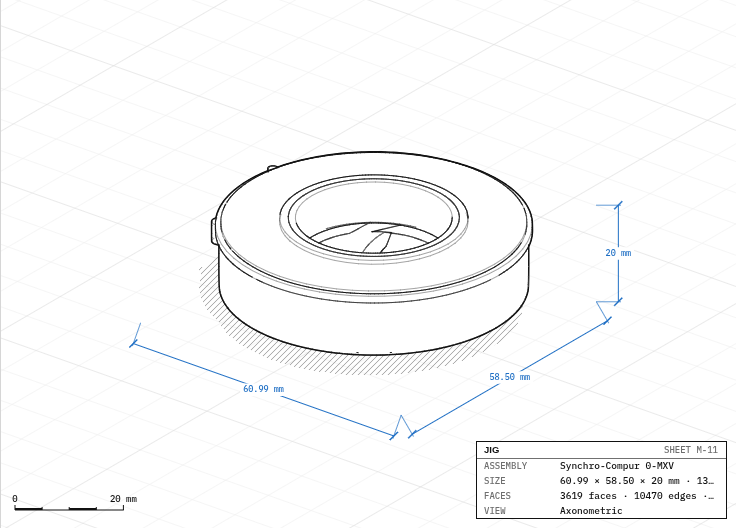 20 mm
58.50 mm
60.99 mm
JIG SHEET M-11
ASSEMBLY Synchro-Compur 0-MXV
SIZE 60.99 × 58.50 × 20 mm · 13…
FACES 3619 faces · 10470 edges ·…
VIEW Axonometric
0 20 mm